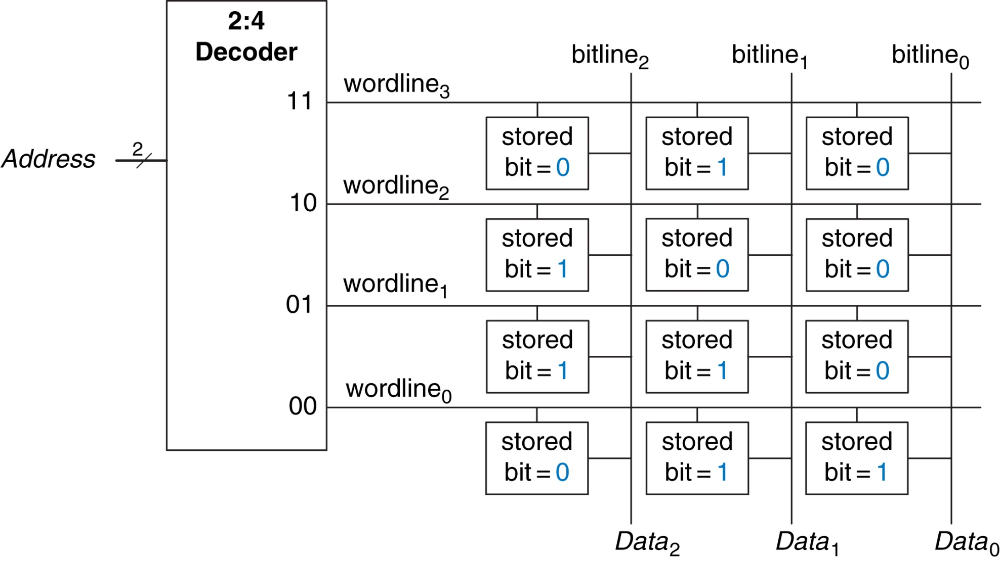 2:4
Decoder
bitline2 bitline1 bitline0
wordline3
11
stored stored stored
bit = 0 bit = 1 bit = 0
2
Address
wordline2
10
stored stored stored
bit = 1 bit = 0 bit = 0
wordline1
01
stored stored stored
bit = 1 bit = 1 bit = 0
wordline0
00
stored stored stored
bit = 0 bit = 1 bit = 1
Data2 Data1 Data0